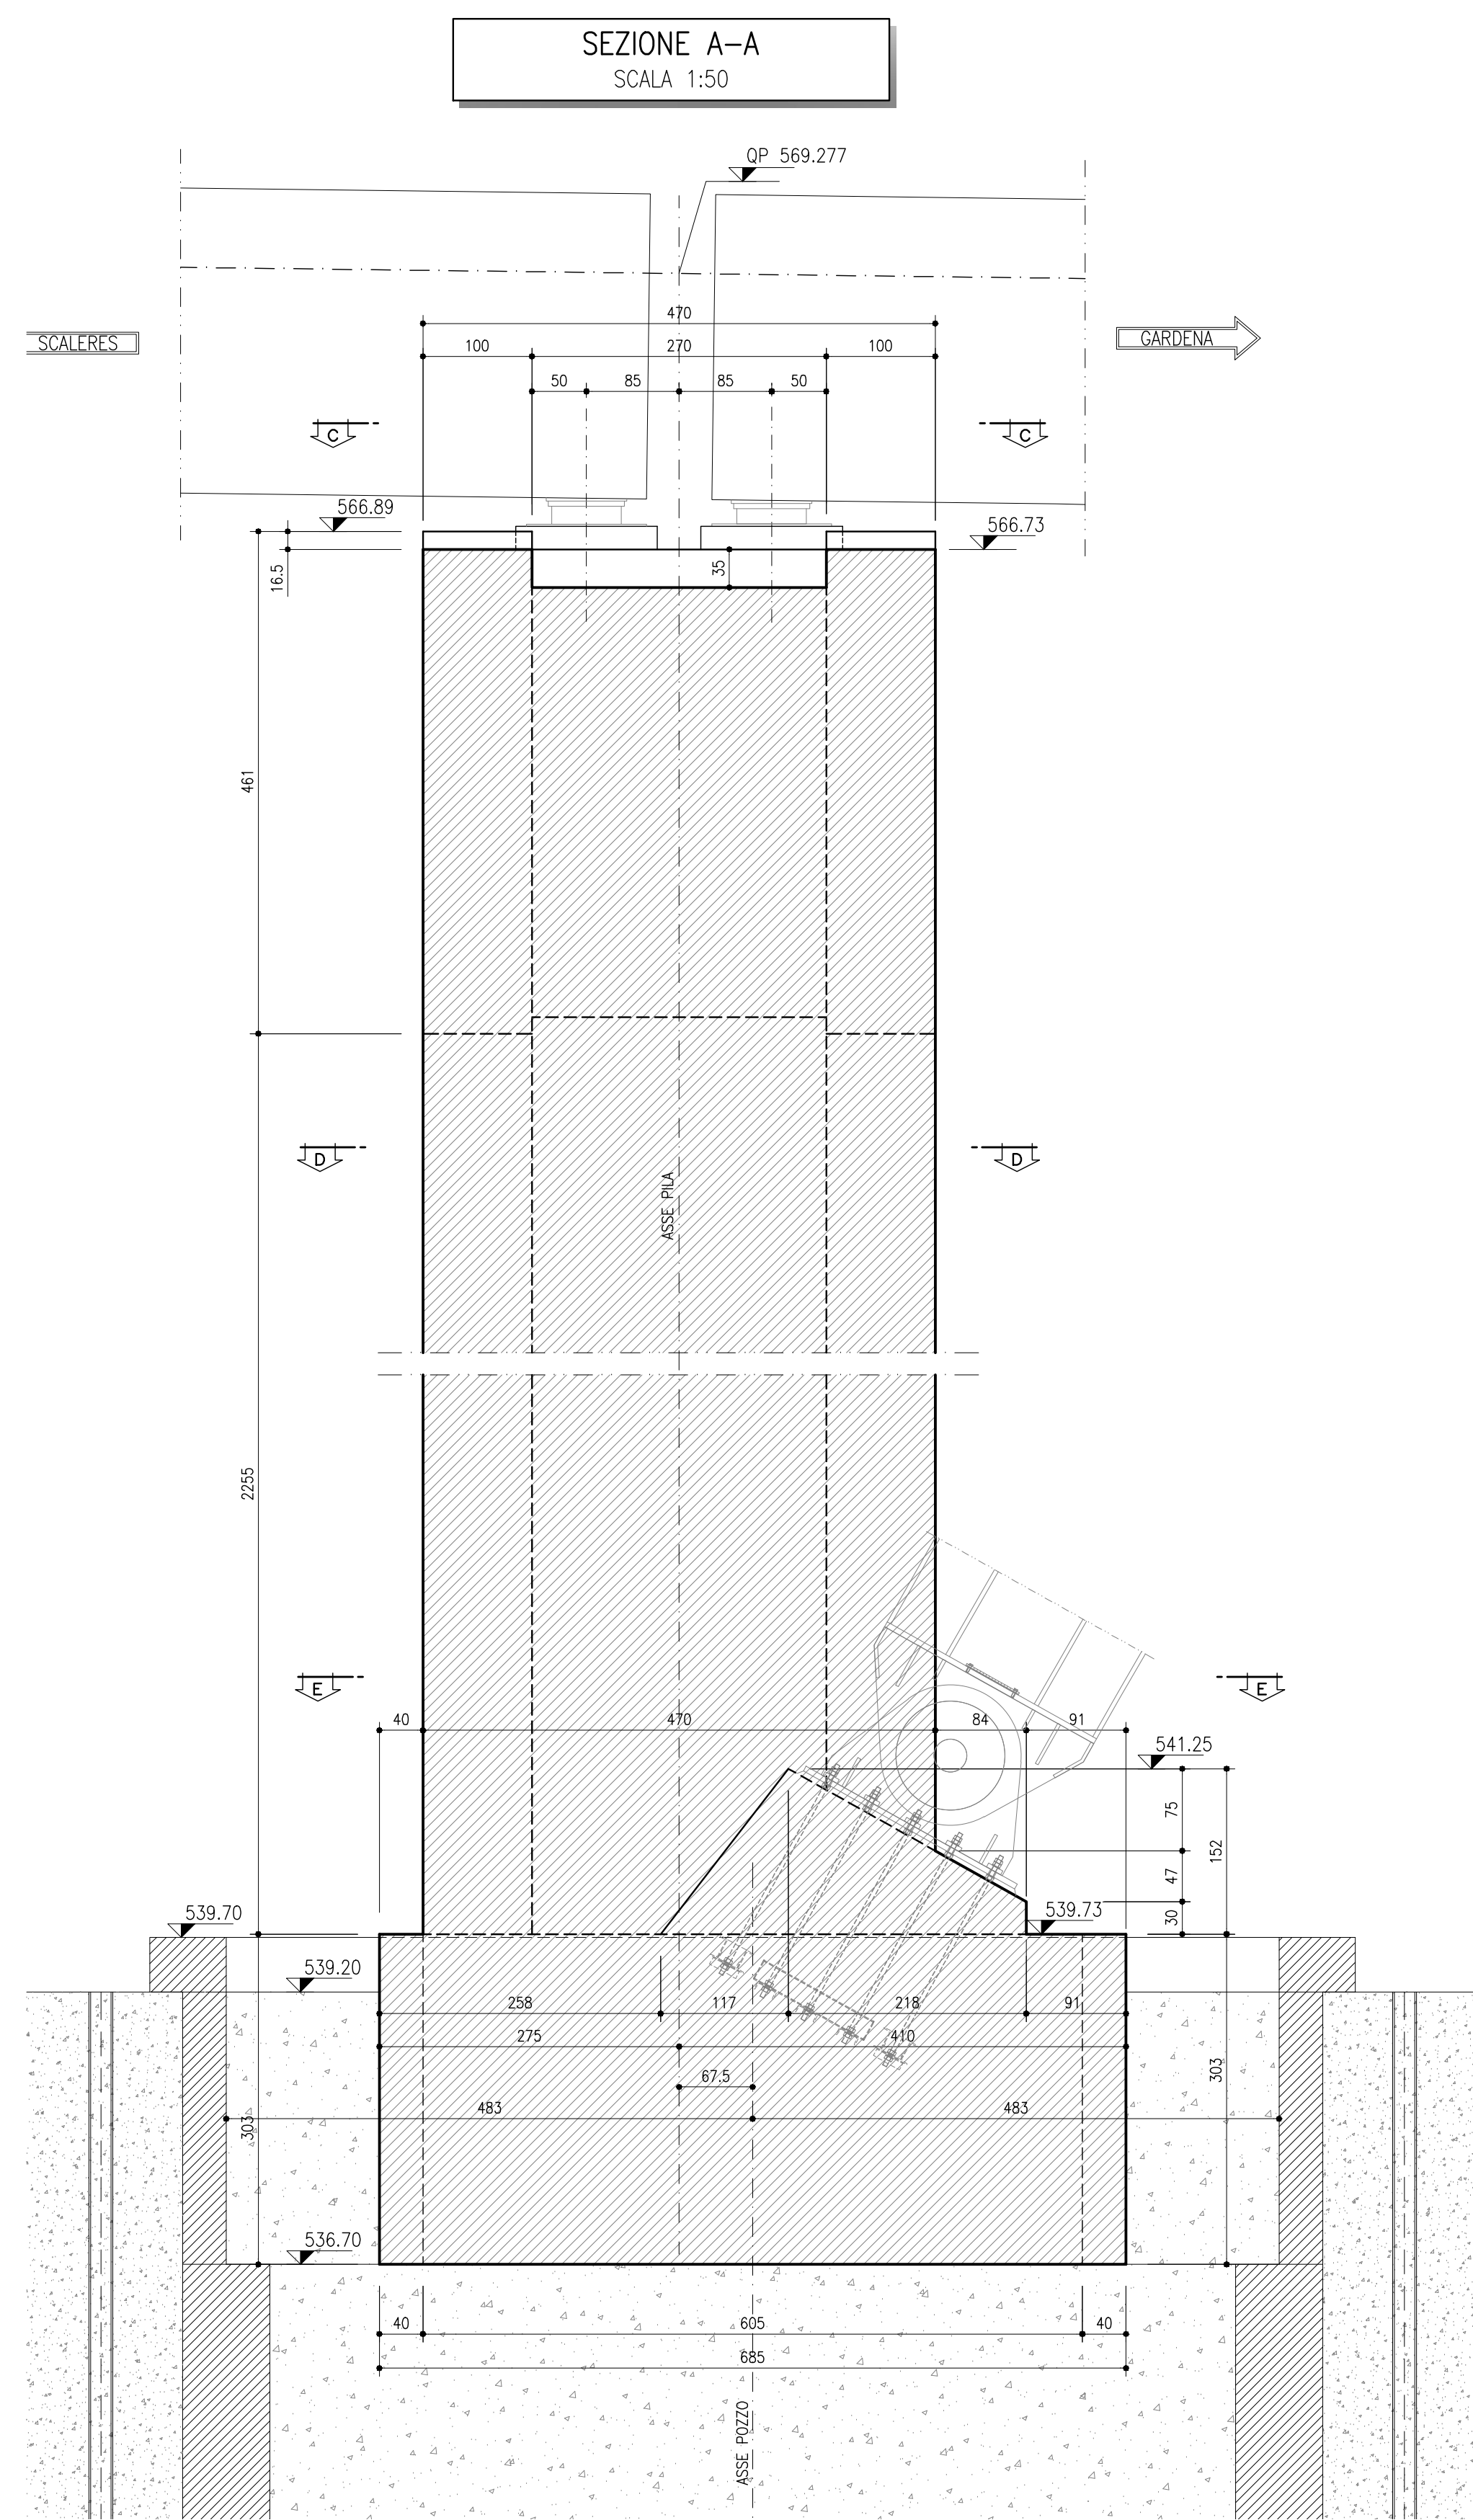 SEZIONE A-A
SCALA 1:50
QP 569.277
SCALERES
470
GARDENA
100 270 100
50 85 85 50
C C
566.89
566.73
16.5
35
461
D D
ASSE PILA
2255
E E
40 470 84 91
541.25
75
152
47
30
539.70
539.73
539.20
258 117 218 91
275 410
67.5
483 483
303
303
536.70
40 605 40
685
ASSE POZZO